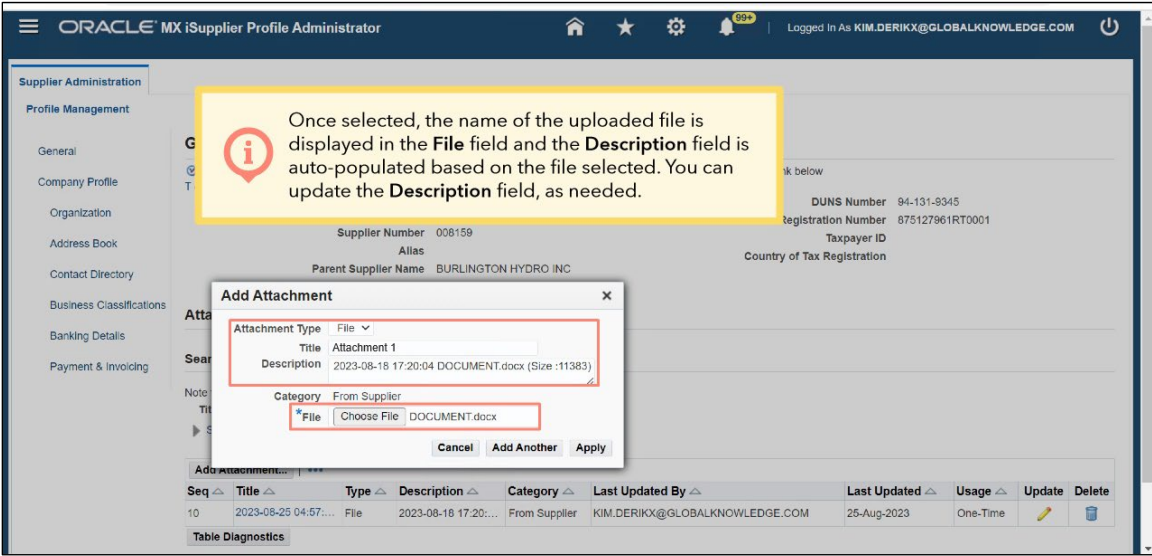 ORACLE MX iSupplier Profile Administrator
99+
Logged In As KIM.DERIKX@GLOBALKNOWLEDGE.COM
Supplier Administration
Profile Management
General
Company Profile
Organization
Address Book
Contact Directory
Business Classifications
Banking Details
Payment & Invoicing
Once selected, the name of the uploaded file is
displayed in the File field and the Description field is
auto-populated based on the file selected. You can
update the Description field, as needed.
G
T
nk below
DUNS Number 94-131-9345
Registration Number 875127961RT0001
Supplier Number 008159
Taxpayer ID
Alias
Country of Tax Registration
Parent Supplier Name BURLINGTON HYDRO INC
Atta
Sear
Note
Tit
S
Add Attachment
Attachment Type File
Title Attachment 1
Description 2023-08-18 17:20:04 DOCUMENT.docx (Size :11383)
Category From Supplier
*File Choose File DOCUMENT.docx
Cancel Add Another Apply
Add Attachment...
Seq Title Type Description Category Last Updated By Last Updated Usage Update Delete
10 2023-08-25 04:57:... File 2023-08-18 17:20:... From Supplier KIM.DERIKX@GLOBALKNOWLEDGE.COM 25-Aug-2023 One-Time
Table Diagnostics